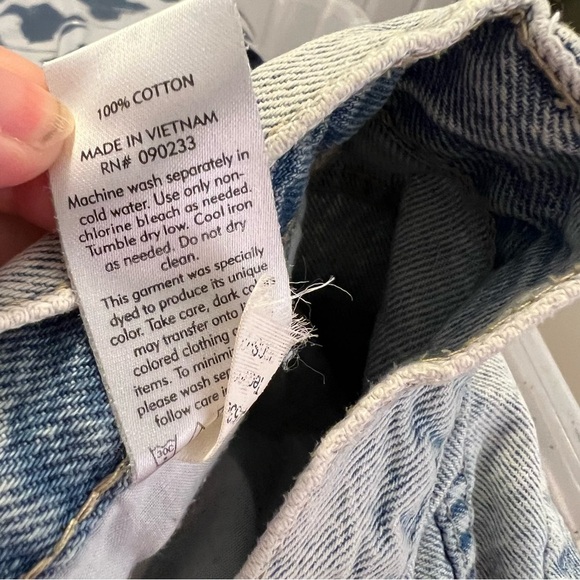 100% COTTON
MADE IN VIETNAM
RN# 090233
Machine wash separately in
cold water. Use only non-
chlorine bleach as needed.
Tumble dry low. Cool iron
as needed. Do not dry
clean.
This garment was specially
dyed to produce its unique
color. Take care, dark
may transfer onto
colored clothing
items. To
please wash
follow care
30C